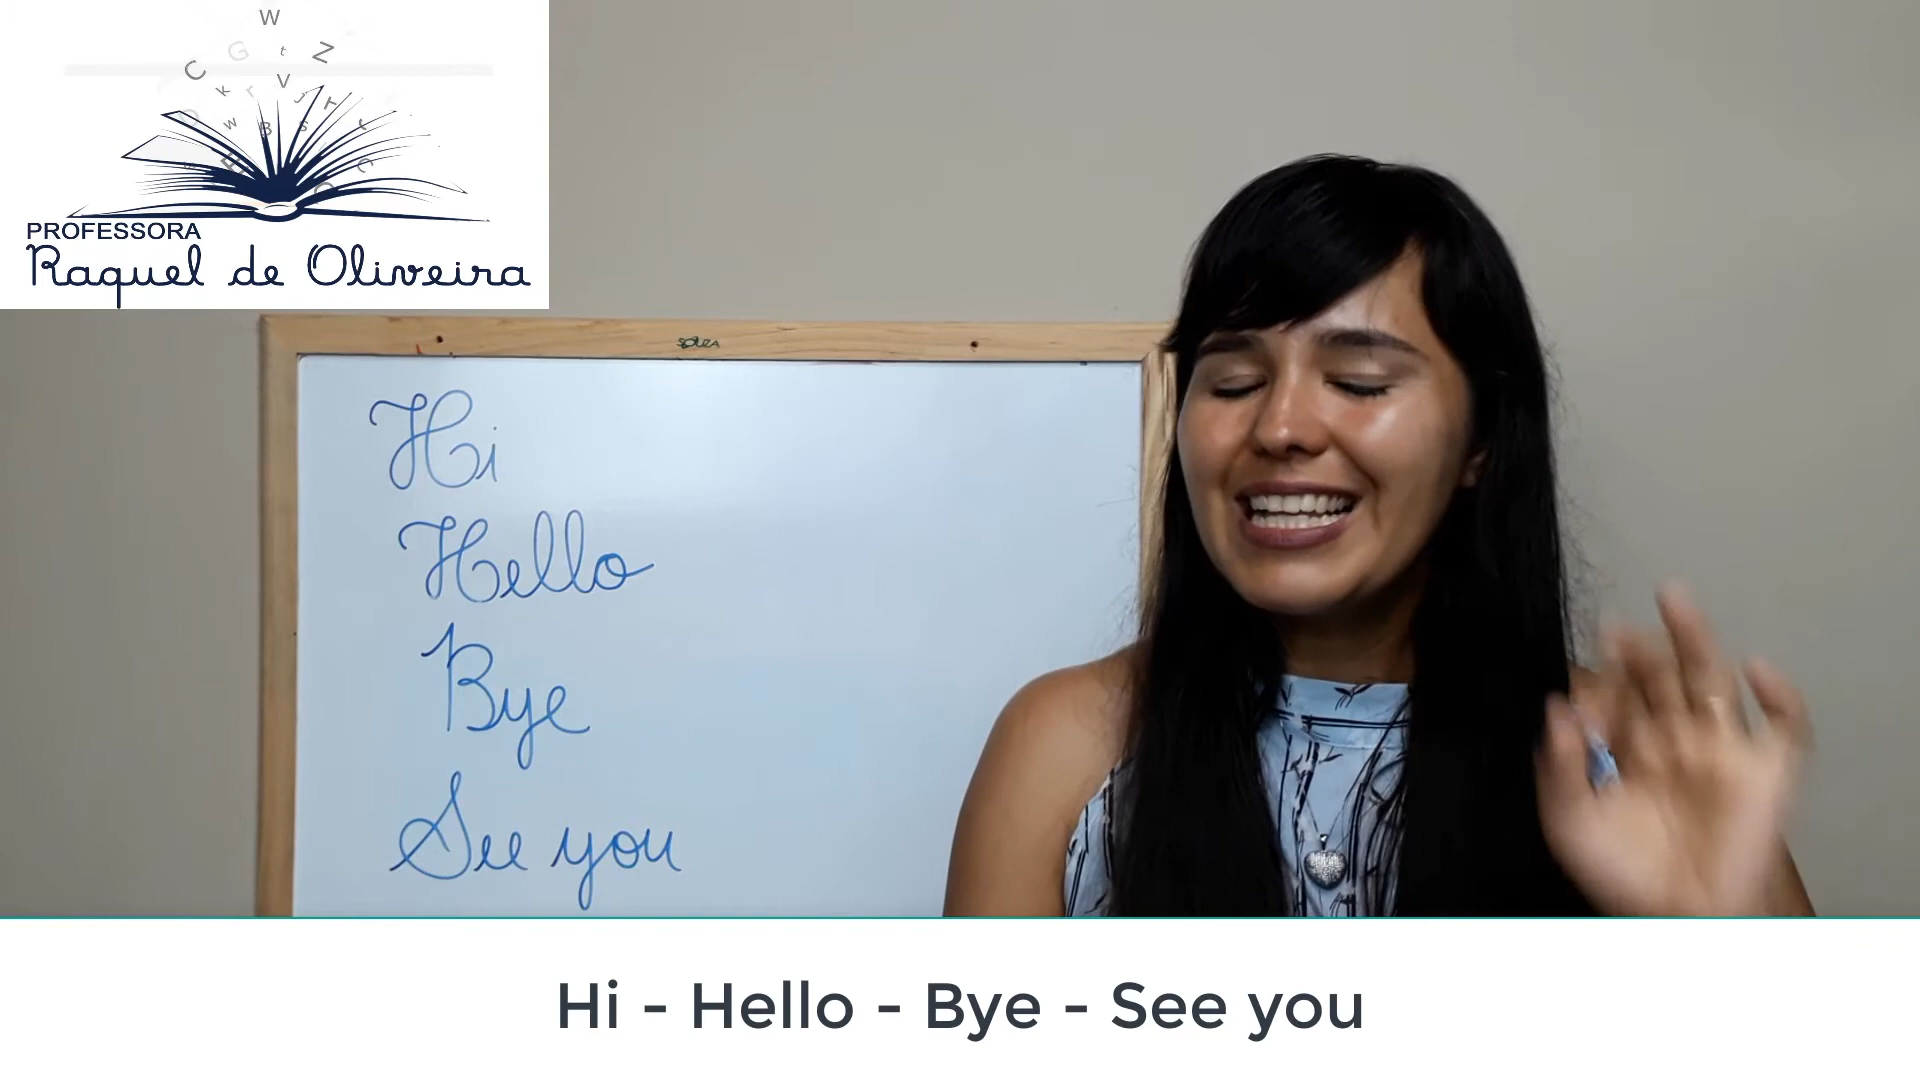 PROFESSORA
Raquel de Oliveira
Hi
Hello
Bye
See you
Hi - Hello - Bye - See you